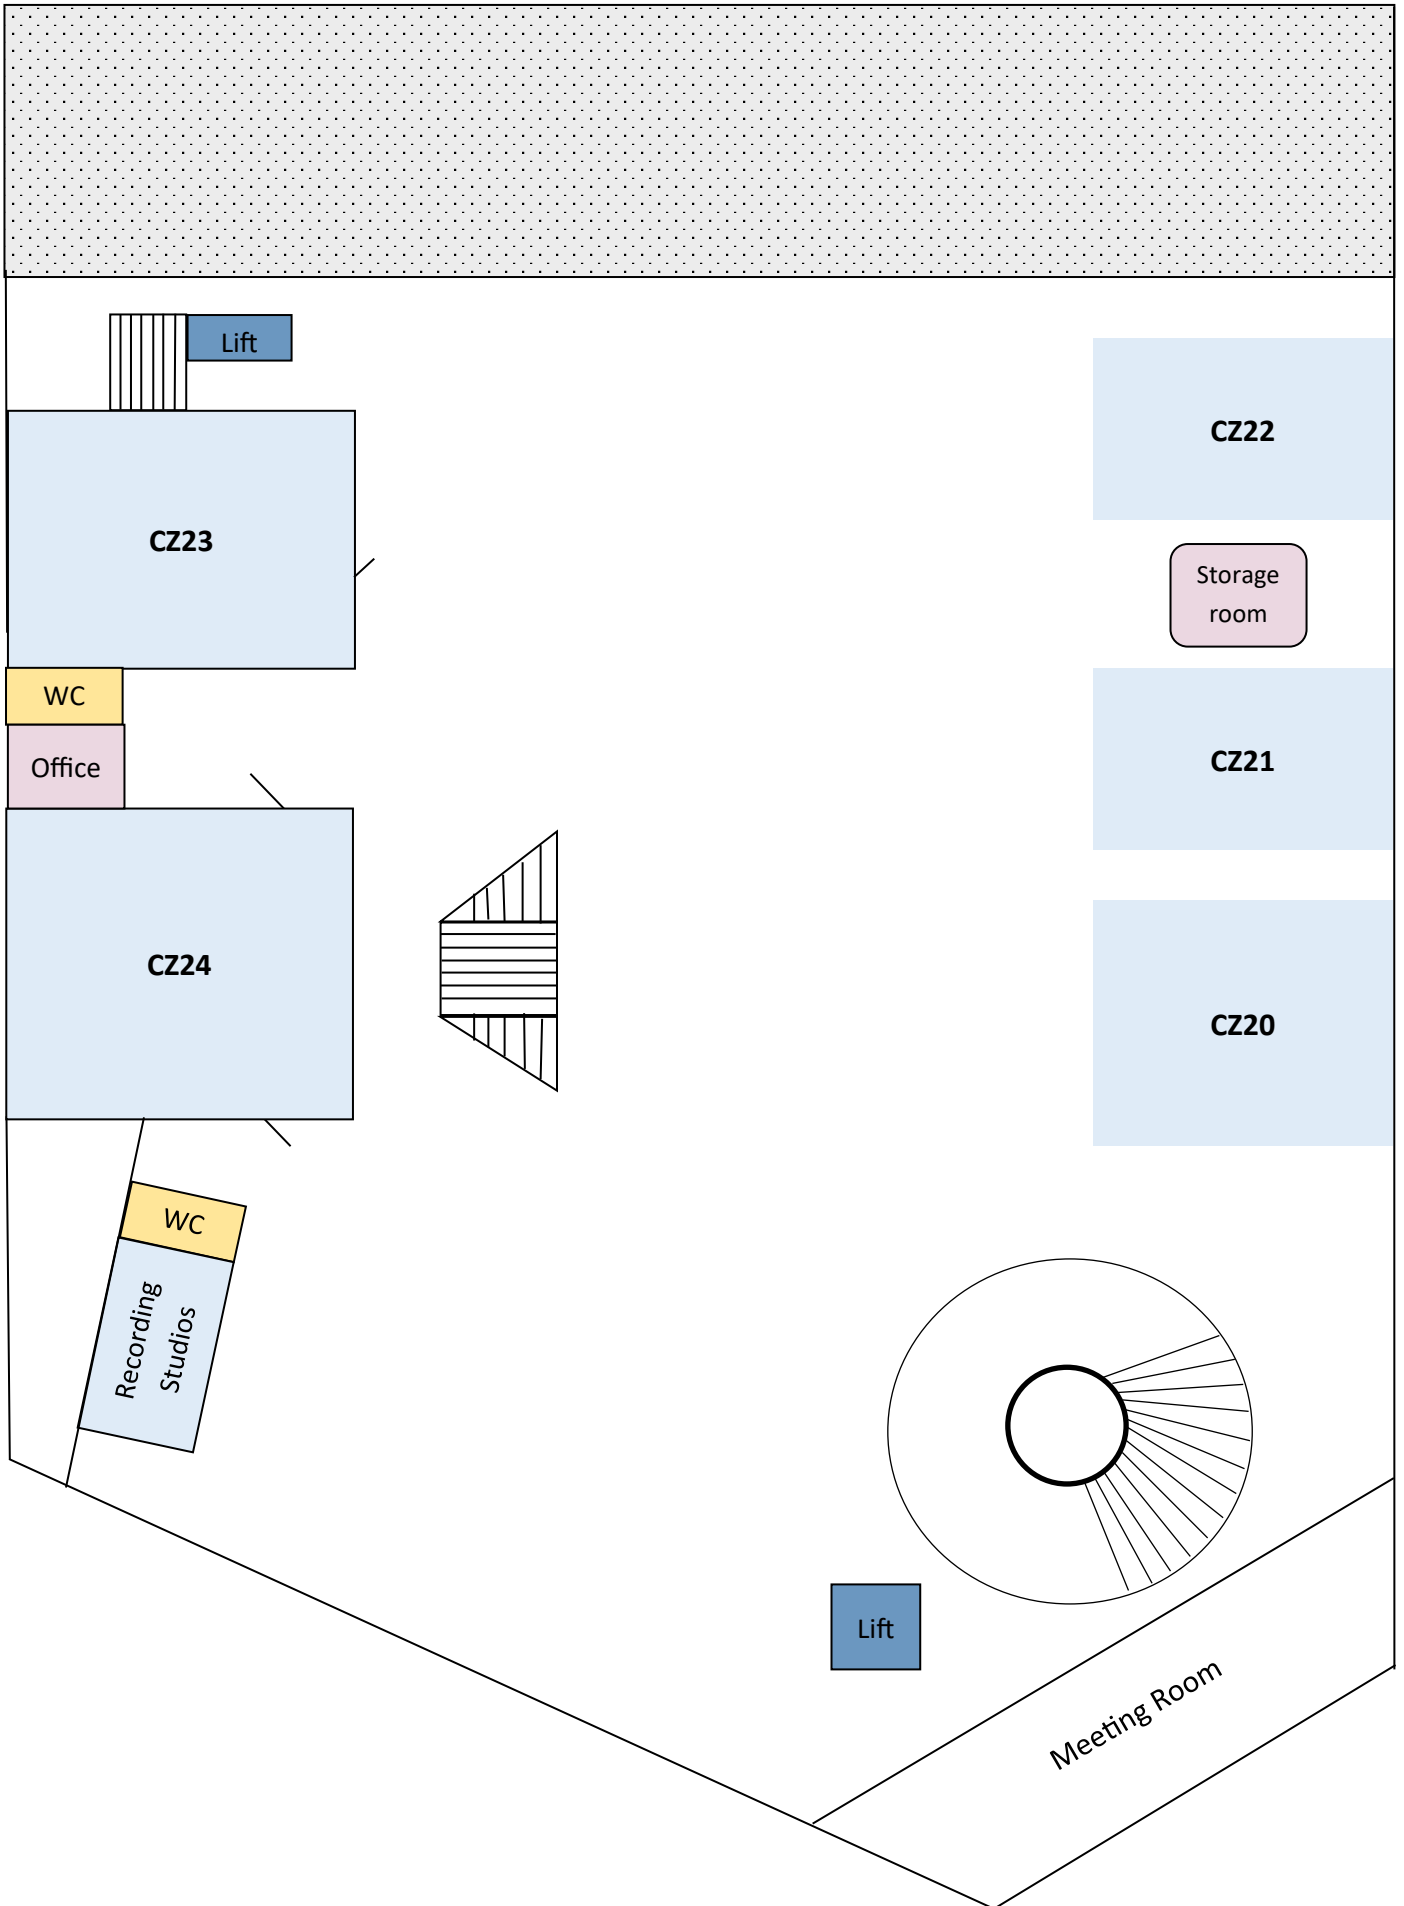 Lift
CZ22
CZ23
Storage
room
WC
Office
CZ21
CZ24
CZ20
WC
Recording
Studios
Lift
Meeting Room